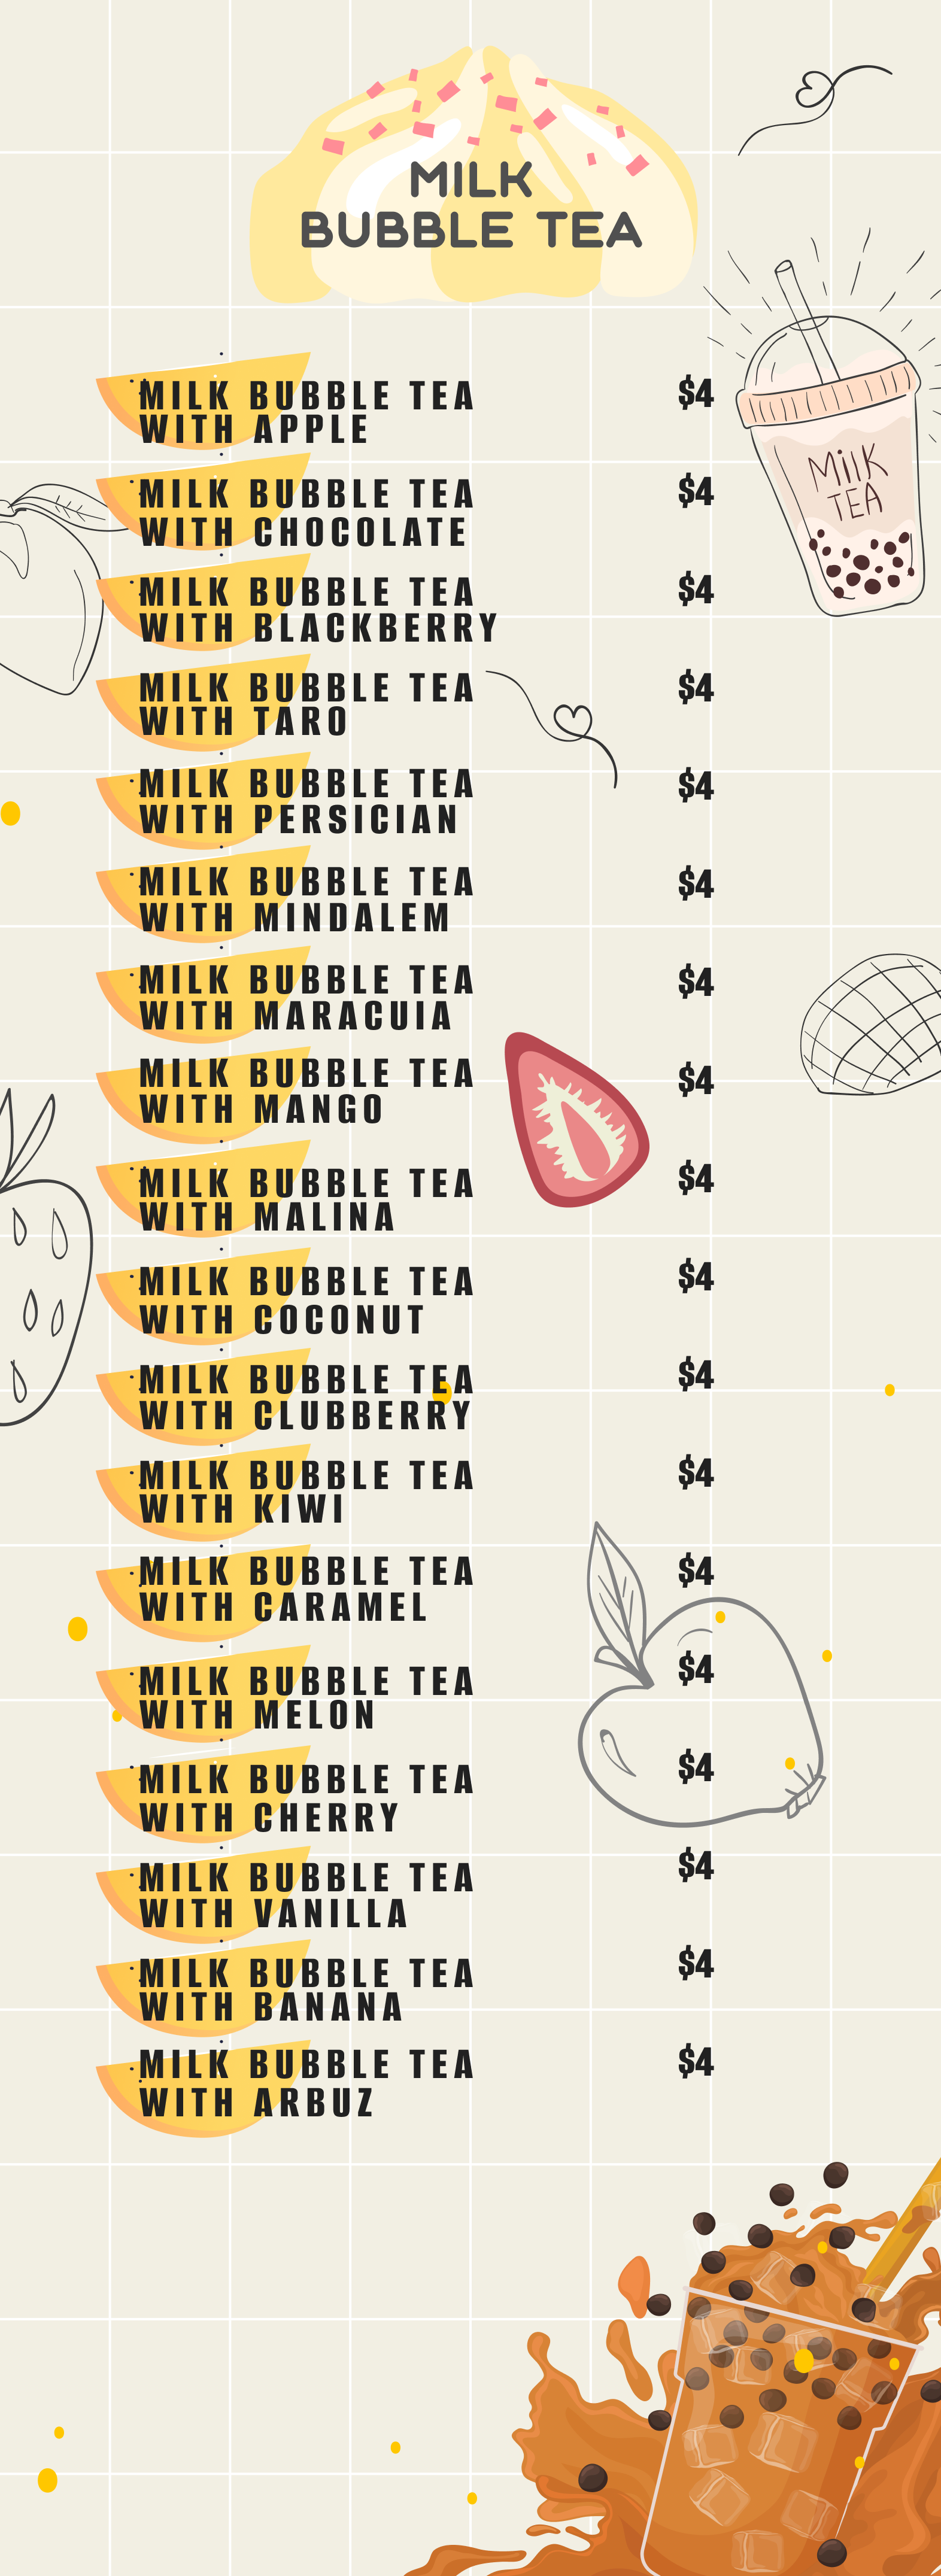 MILK
BUBBLE TEA
MILK BUBBLE TEA $4
WITH APPLE
MILK BUBBLE TEA $4
WITH CHOCOLATE
MILK BUBBLE TEA $4
WITH BLACKBERRY
MILK BUBBLE TEA $4
WITH TARO
MILK BUBBLE TEA $4
WITH PERSICIAN
MILK BUBBLE TEA $4
WITH MINDALEM
MILK BUBBLE TEA $4
WITH MARACUIA
MILK BUBBLE TEA $4
WITH MANGO
MILK BUBBLE TEA $4
WITH MALINA
MILK BUBBLE TEA $4
WITH COCONUT
MILK BUBBLE TEA $4
WITH CLUBBERRY
MILK BUBBLE TEA $4
WITH KIWI
MILK BUBBLE TEA $4
WITH CARAMEL
MILK BUBBLE TEA $4
WITH MELON
MILK BUBBLE TEA $4
WITH CHERRY
MILK BUBBLE TEA $4
WITH VANILLA
MILK BUBBLE TEA $4
WITH BANANA
MILK BUBBLE TEA $4
WITH ARBUZ
MilK
TEA